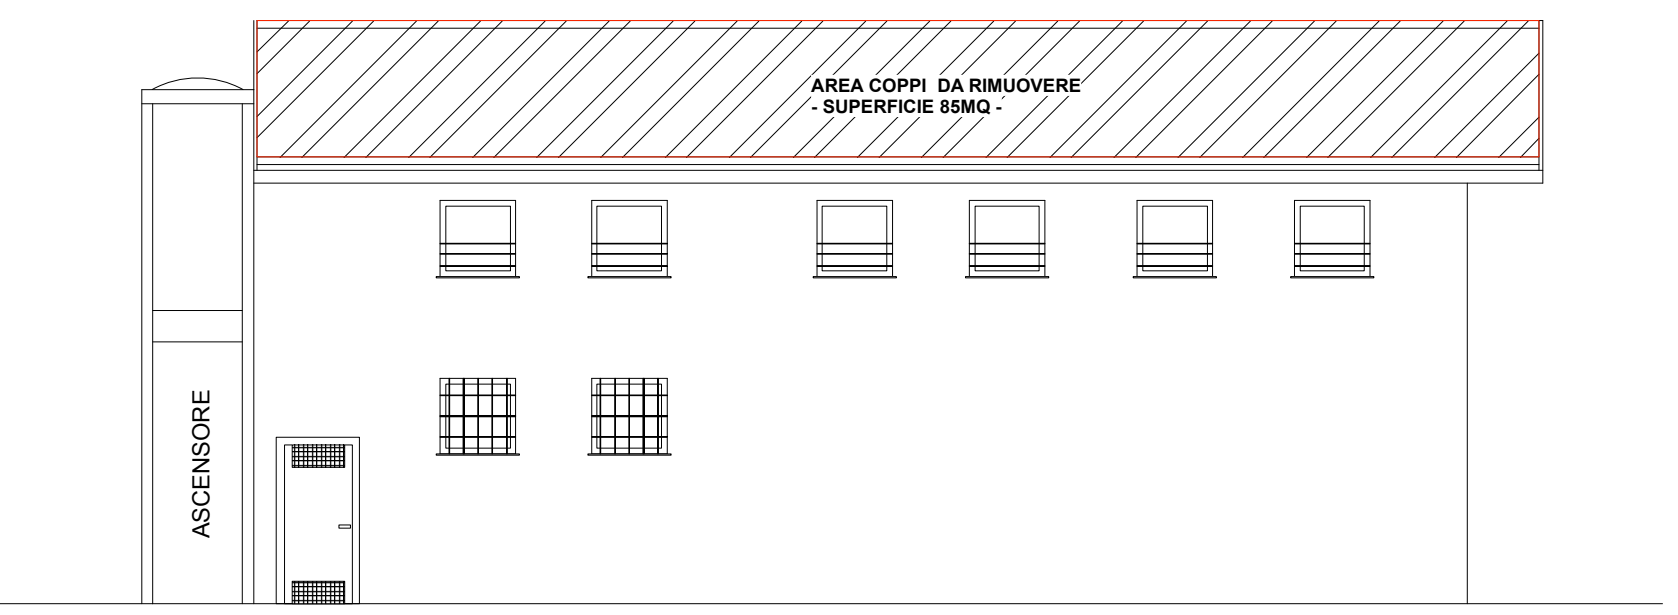 AREA COPPI DA RIMUOVERE
- SUPERFICIE 85MQ -
ASCENSORE